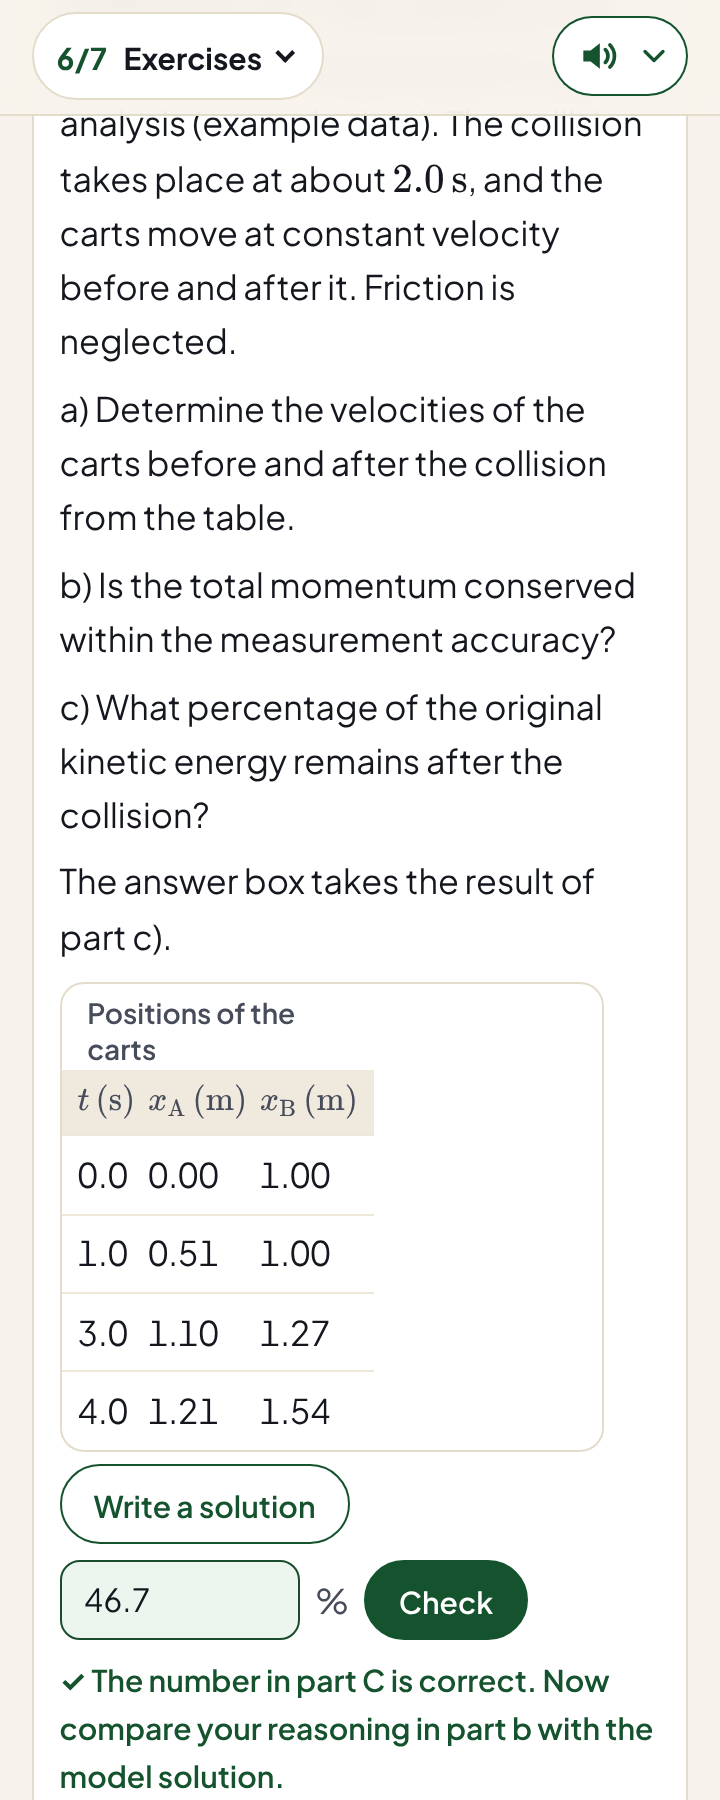 6/7 Exercises
analysis (example data). The collision
takes place at about 2.0 s, and the
carts move at constant velocity
before and after it. Friction is
neglected.
a) Determine the velocities of the
carts before and after the collision
from the table.
b) Is the total momentum conserved
within the measurement accuracy?
c) What percentage of the original
kinetic energy remains after the
collision?
The answer box takes the result of
part c).
Positions of the
carts
t (s) x_A (m) x_B (m)
0.0 0.00 1.00
1.0 0.51 1.00
3.0 1.10 1.27
4.0 1.21 1.54
Write a solution
46.7 % Check
✓ The number in part C is correct. Now
compare your reasoning in part b with the
model solution.